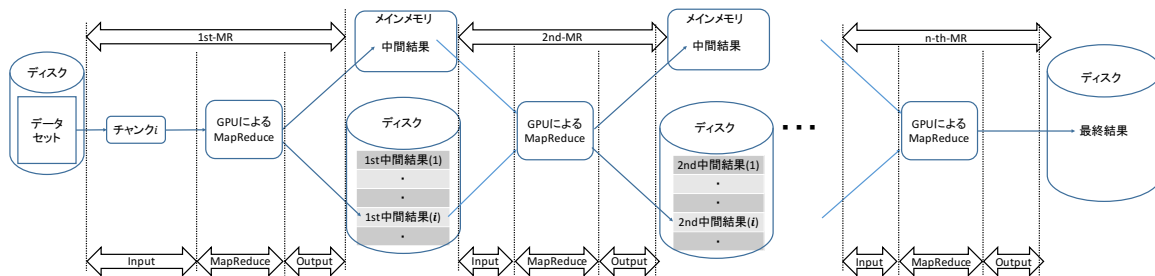 1st-MR
メインメモリ
中間結果
2nd-MR
メインメモリ
中間結果
n-th-MR
ディスク
データ
セット
チャンクi
GPUによる
MapReduce
ディスク
1st中間結果(1)
・
・
1st中間結果(i)
・
GPUによる
MapReduce
ディスク
2nd中間結果(1)
・
・
2nd中間結果(i)
・
・・・
GPUによる
MapReduce
ディスク
最終結果
Input
MapReduce
Output
Input
MapReduce
Output
Input
MapReduce
Output